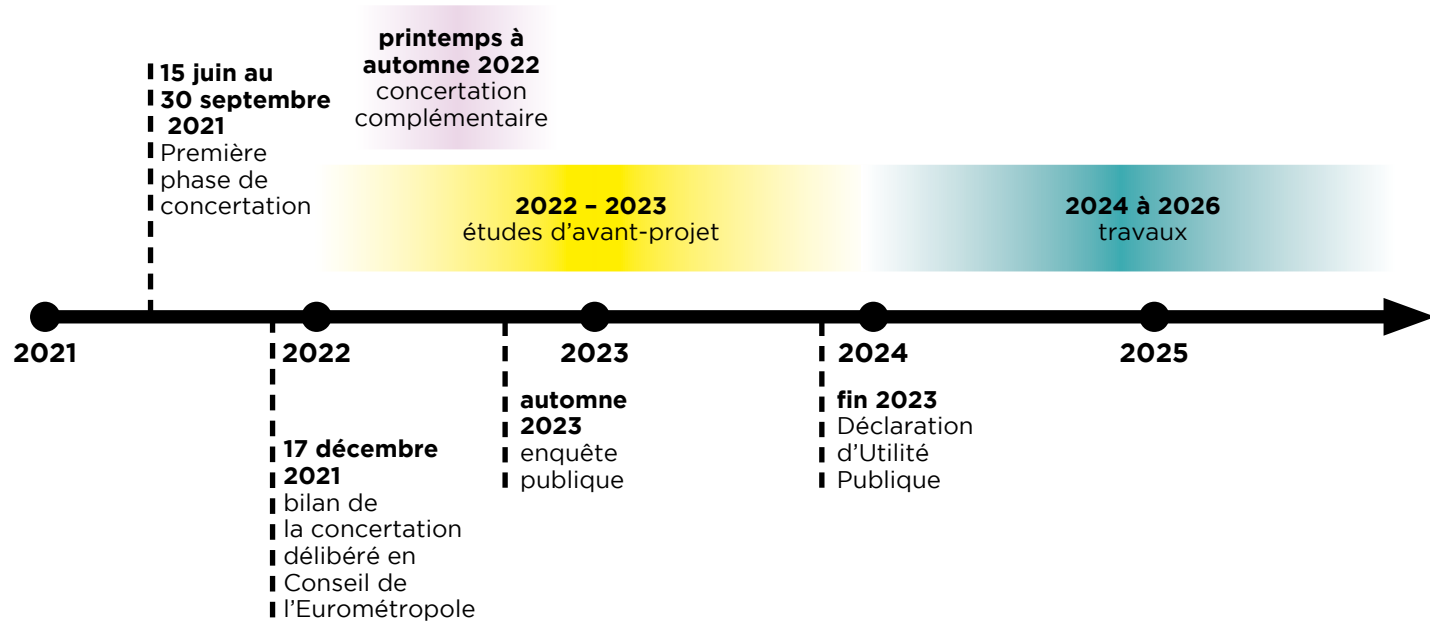 15 juin au
30 septembre
2021
Première
phase de
concertation
printemps à
automne 2022
concertation
complémentaire
2022 – 2023
études d'avant-projet
2024 à 2026
travaux
2021
2022
2023
2024
2025
17 décembre
2021
bilan de
la concertation
délibéré en
Conseil de
l'Eurométropole
automne
2023
enquête
publique
fin 2023
Déclaration
d'Utilité
Publique